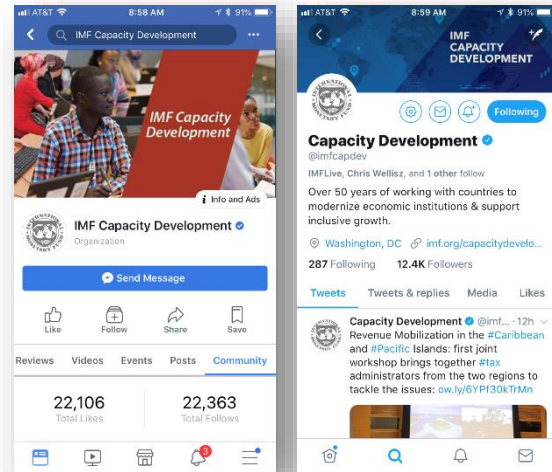 AT&T 8:58 AM 91%
IMF Capacity Development
IMF Capacity
Development
i Info and Ads
IMF Capacity Development
Organization
Send Message
Like Follow Share Save
Reviews Videos Events Posts Community
22,106 22,363
Total Likes Total Follows
3
AT&T 8:59 AM 91%
IMF
CAPACITY
DEVELOPMENT
Following
Capacity Development
@imfcapdev
IMFLive, Chris Wellisz, and 1 other follow
Over 50 years of working with countries to
modernize economic institutions & support
inclusive growth.
Washington, DC imf.org/capacitydevelo...
287 Following 12.4K Followers
Tweets Tweets & replies Media Likes
Capacity Development @imf... · 12h
Revenue Mobilization in the #Caribbean
and #Pacific Islands: first joint
workshop brings together #tax
administrators from the two regions to
tackle the issues: ow.ly/6YPf30kTrMn